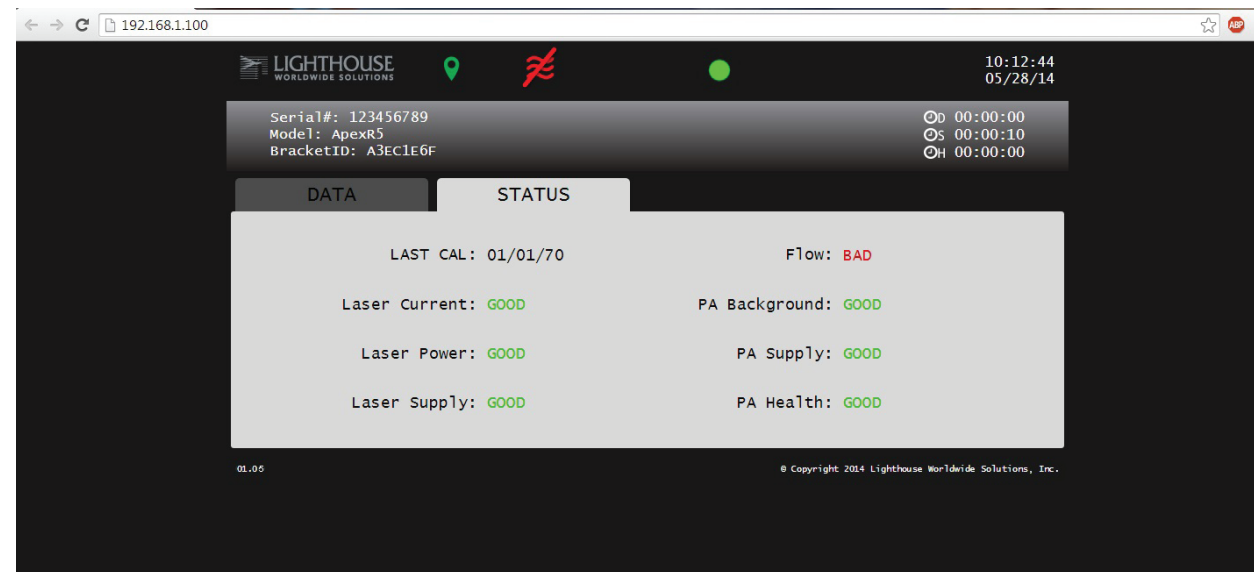 192.168.1.100
ABP
LIGHTHOUSE
WORLDWIDE SOLUTIONS
10:12:44
05/28/14
Serial#: 123456789
Model: ApexR5
BracketID: A3EC1E6F
D 00:00:00
S 00:00:10
H 00:00:00
DATA STATUS
LAST CAL: 01/01/70 Flow: BAD
Laser Current: GOOD PA Background: GOOD
Laser Power: GOOD PA Supply: GOOD
Laser Supply: GOOD PA Health: GOOD
01.05 © Copyright 2014 Lighthouse Worldwide Solutions, Inc.